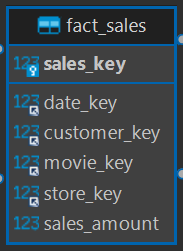 fact_sales
123 sales_key
123 date_key
123 customer_key
123 movie_key
123 store_key
123 sales_amount